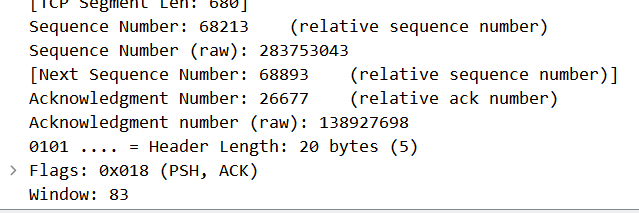 [TCP Segment Len: 680]
Sequence Number: 68213    (relative sequence number)
Sequence Number (raw): 283753043
[Next Sequence Number: 68893    (relative sequence number)]
Acknowledgment Number: 26677    (relative ack number)
Acknowledgment number (raw): 138927698
0101 .... = Header Length: 20 bytes (5)
Flags: 0x018 (PSH, ACK)
Window: 83